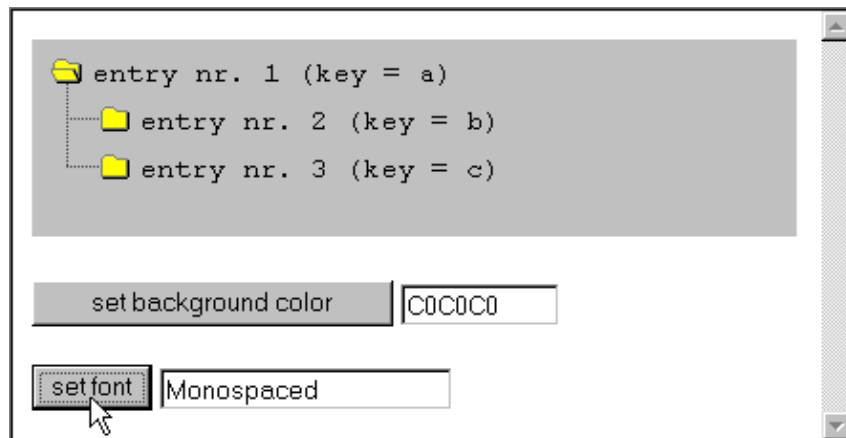 entry nr. 1 (key = a)
entry nr. 2 (key = b)
entry nr. 3 (key = c)
set background color C0C0C0
set font Monospaced